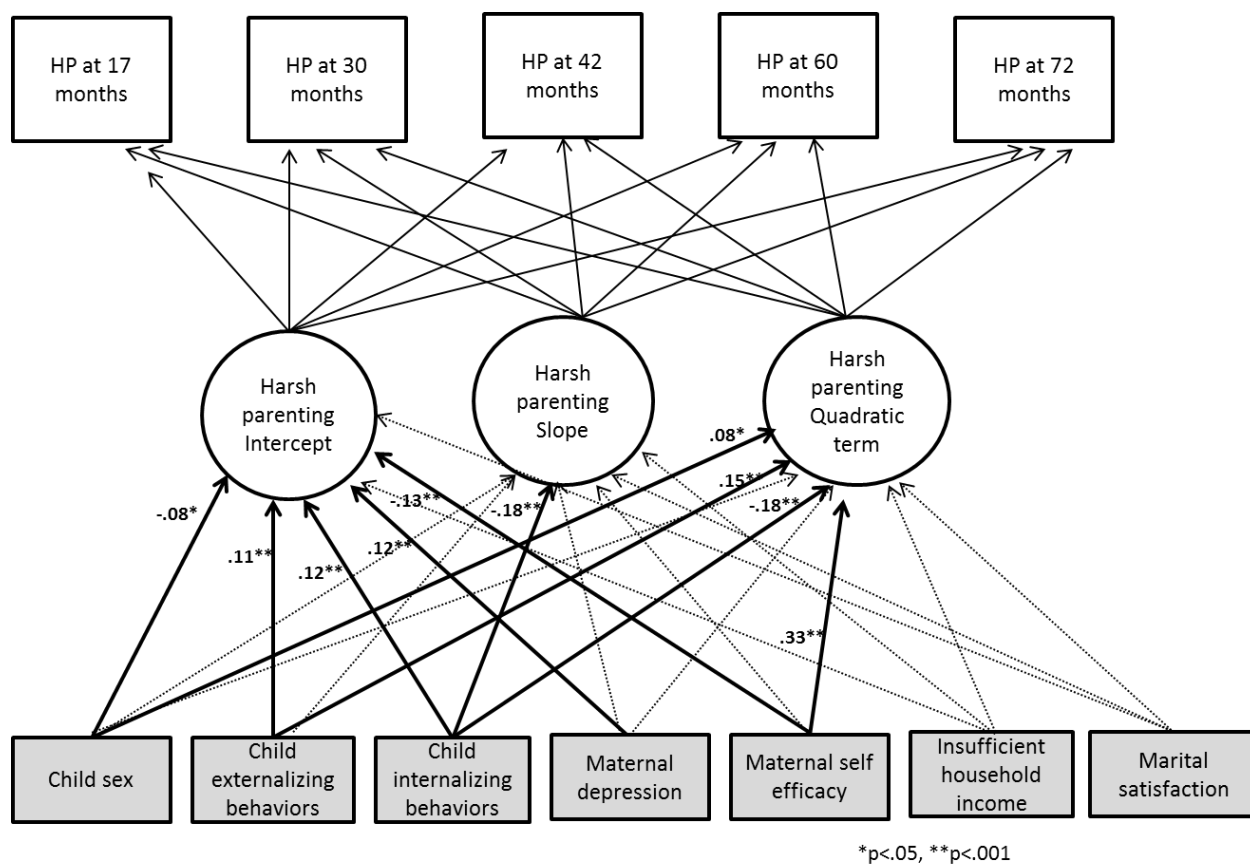 HP at 17
months
HP at 30
months
HP at 42
months
HP at 60
months
HP at 72
months
Harsh
parenting
Intercept
Harsh
parenting
Slope
Harsh
parenting
Quadratic
term
.08*
.15**
-.18**
-.13**
-.18**
-.08*
.11**
.12**
.12**
.33**
Child sex
Child
externalizing
behaviors
Child
internalizing
behaviors
Maternal
depression
Maternal self
efficacy
Insufficient
household
income
Marital
satisfaction
*p<.05, **p<.001